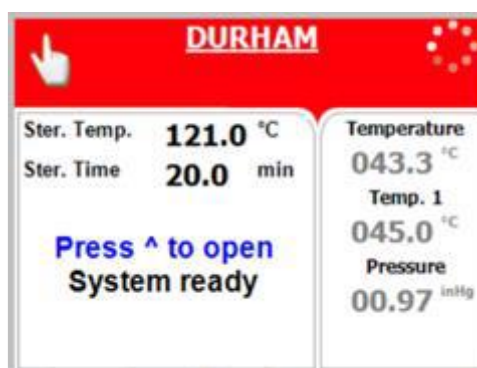 DURHAM
Ster. Temp. 121.0 °C
Ster. Time 20.0 min
Press ^ to open
System ready
Temperature
043.3 °C
Temp. 1
045.0 °C
Pressure
00.97 inHg